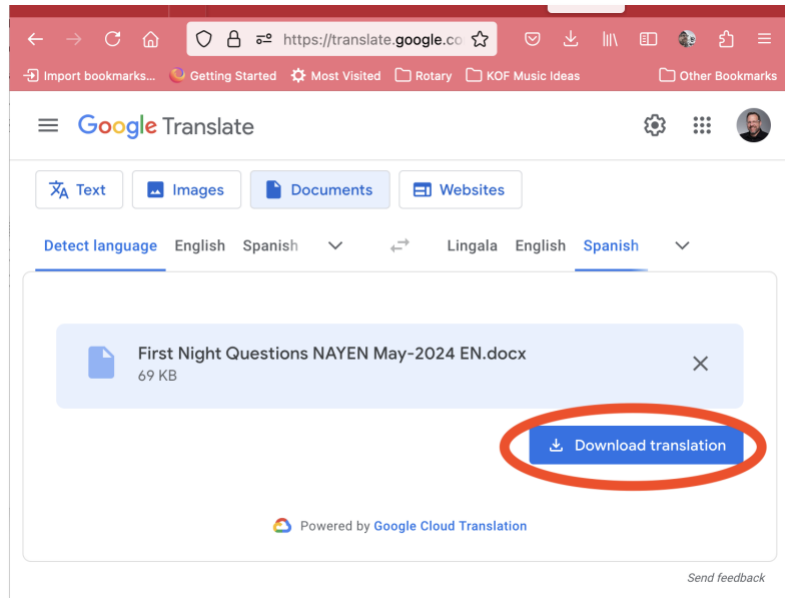 https://translate.google.co
Import bookmarks... Getting Started Most Visited Rotary KOF Music Ideas Other Bookmarks
Google Translate
Text Images Documents Websites
Detect language English Spanish Lingala English Spanish
First Night Questions NAYEN May-2024 EN.docx
69 KB
Download translation
Powered by Google Cloud Translation
Send feedback